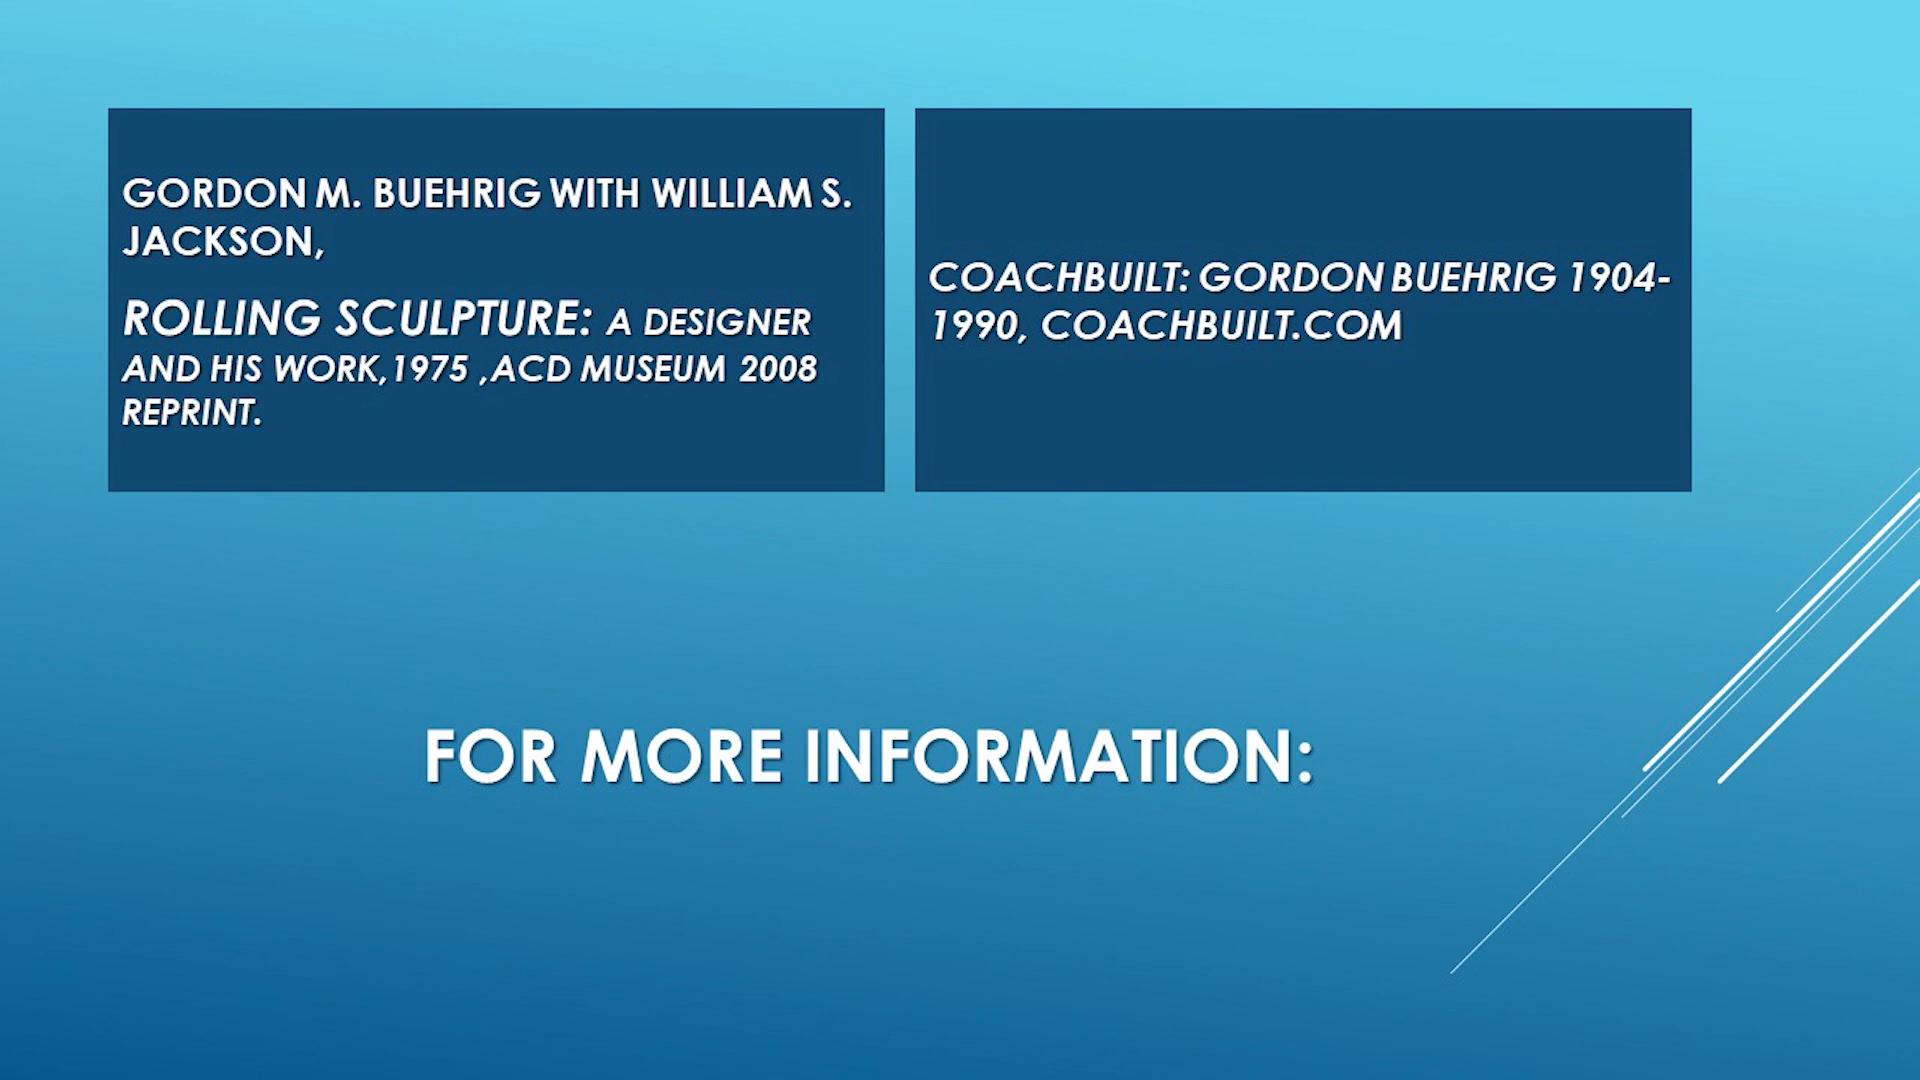 GORDON M. BUEHRIG WITH WILLIAM S.
JACKSON,
ROLLING SCULPTURE: A DESIGNER
AND HIS WORK,1975 ,ACD MUSEUM 2008
REPRINT.
COACHBUILT: GORDON BUEHRIG 1904-
1990, COACHBUILT.COM
FOR MORE INFORMATION: